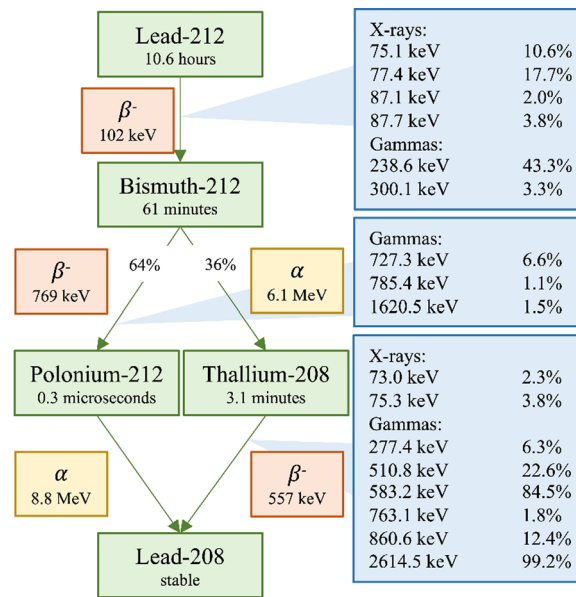 Lead-212
10.6 hours
β-
102 keV
X-rays:
75.1 keV 10.6%
77.4 keV 17.7%
87.1 keV 2.0%
87.7 keV 3.8%
Gammas:
238.6 keV 43.3%
300.1 keV 3.3%
Bismuth-212
61 minutes
β-
769 keV
64%
36%
α
6.1 MeV
Gammas:
727.3 keV 6.6%
785.4 keV 1.1%
1620.5 keV 1.5%
Polonium-212
0.3 microseconds
Thallium-208
3.1 minutes
X-rays:
73.0 keV 2.3%
75.3 keV 3.8%
Gammas:
277.4 keV 6.3%
510.8 keV 22.6%
583.2 keV 84.5%
763.1 keV 1.8%
860.6 keV 12.4%
2614.5 keV 99.2%
α
8.8 MeV
β-
557 keV
Lead-208
stable